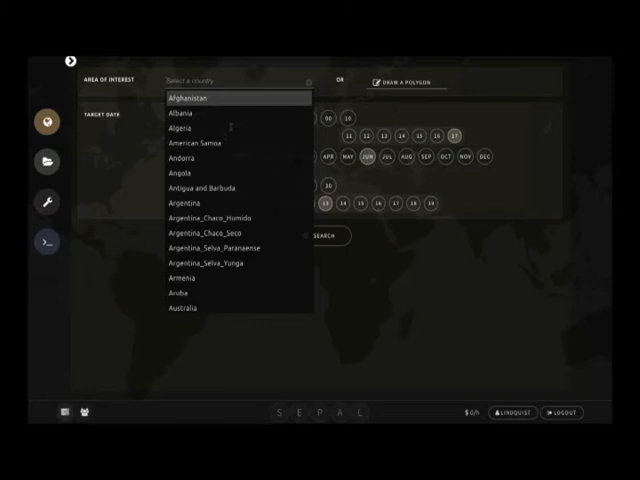 AREA OF INTEREST
Select a country
OR
DRAW A POLYGON
Afghanistan
TARGET DATE
Albania
00 10
Algeria
11 12 13 14 15 16 17
American Samoa
Andorra
APR MAY JUN JUL AUG SEP OCT NOV DEC
Angola
Antigua and Barbuda
30
Argentina
13 14 15 16 17 18 19
Argentina_Chaco_Humido
Argentina_Chaco_Seco
SEARCH
Argentina_Selva_Paranaense
Argentina_Selva_Yunga
Armenia
Aruba
Australia
S E P A L
$ 0/h
LINDQUIST
LOGOUT